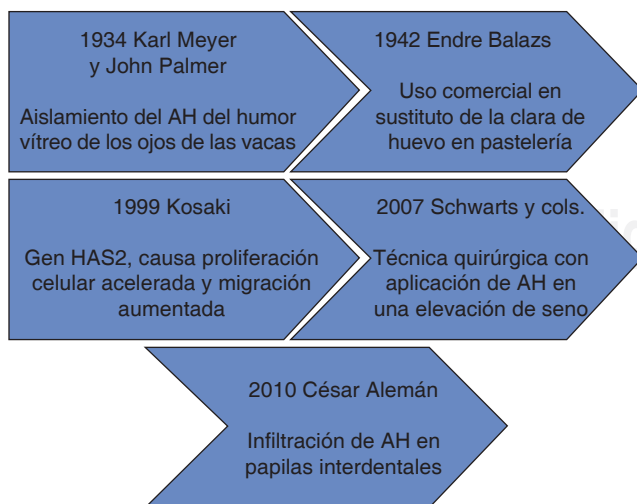 1934 Karl Meyer
y John Palmer
Aislamiento del AH del humor
vítreo de los ojos de las vacas
1942 Endre Balazs
Uso comercial en
sustituto de la clara de
huevo en pastelería
1999 Kosaki
Gen HAS2, causa proliferación
celular acelerada y migración
aumentada
2007 Schwarts y cols.
Técnica quirúrgica con
aplicación de AH en
una elevación de seno
2010 César Alemán
Infiltración de AH en
papilas interdentales